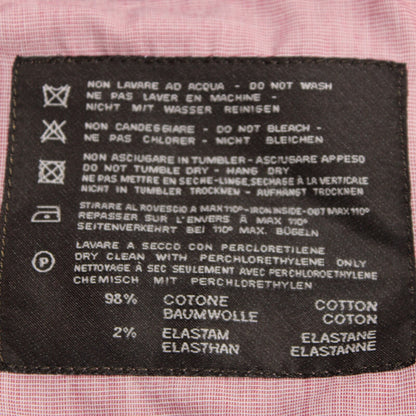 NON LAVARE AD ACQUA - DO NOT WASH
NE PAS LAVER EN MACHINE -
NICHT MIT WASSER REINIGEN
NON CANDEGGIARE - DO NOT BLEACH -
NE PAS CHLORER - NICHT BLEICHEN
NON ASCIUGARE IN TUMBLER - ASCIUGARE APPESO
DO NOT TUMBLE DRY - HANG DRY
NE PAS METTRE EN SÈCHE-LINGE, SÉCHAGE À LA VERTICALE
NICHT IN TUMBLER TROCKNEN - AUFHÄNGT TROCKNEN
STIRARE AL ROVESCIO A MAX 110° - IRON INSIDE-OUT MAX 110°
REPASSER SUR L'ENVERS À MAX 110°
SEITENVERKEHRT BEI MAX 110° MAX. BÜGELN
P LAVARE A SECCO CON PERCLORETILENE
DRY CLEAN WITH PERCHLORETHYLENE ONLY
NETTOYAGE À SEC SEULEMENT AVEC PERCHLOROETHYLENE
CHEMISCH MIT PERCHLORETHYLEN
98% COTONE COTTON
BAUMWOLLE COTON
2% ELASTAM ELASTANE
ELASTHAN ELASTANNE